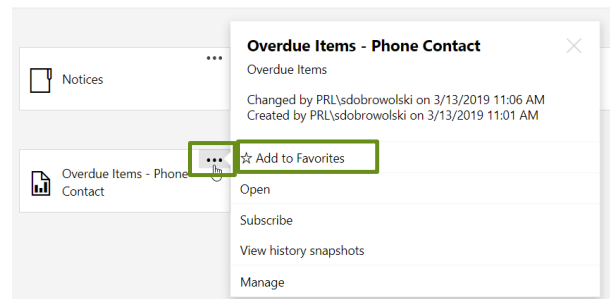 Notices
Overdue Items - Phone
Contact
Overdue Items - Phone Contact
Overdue Items
Changed by PRL\sdobrowolski on 3/13/2019 11:06 AM
Created by PRL\sdobrowolski on 3/13/2019 11:01 AM
☆ Add to Favorites
Open
Subscribe
View history snapshots
Manage